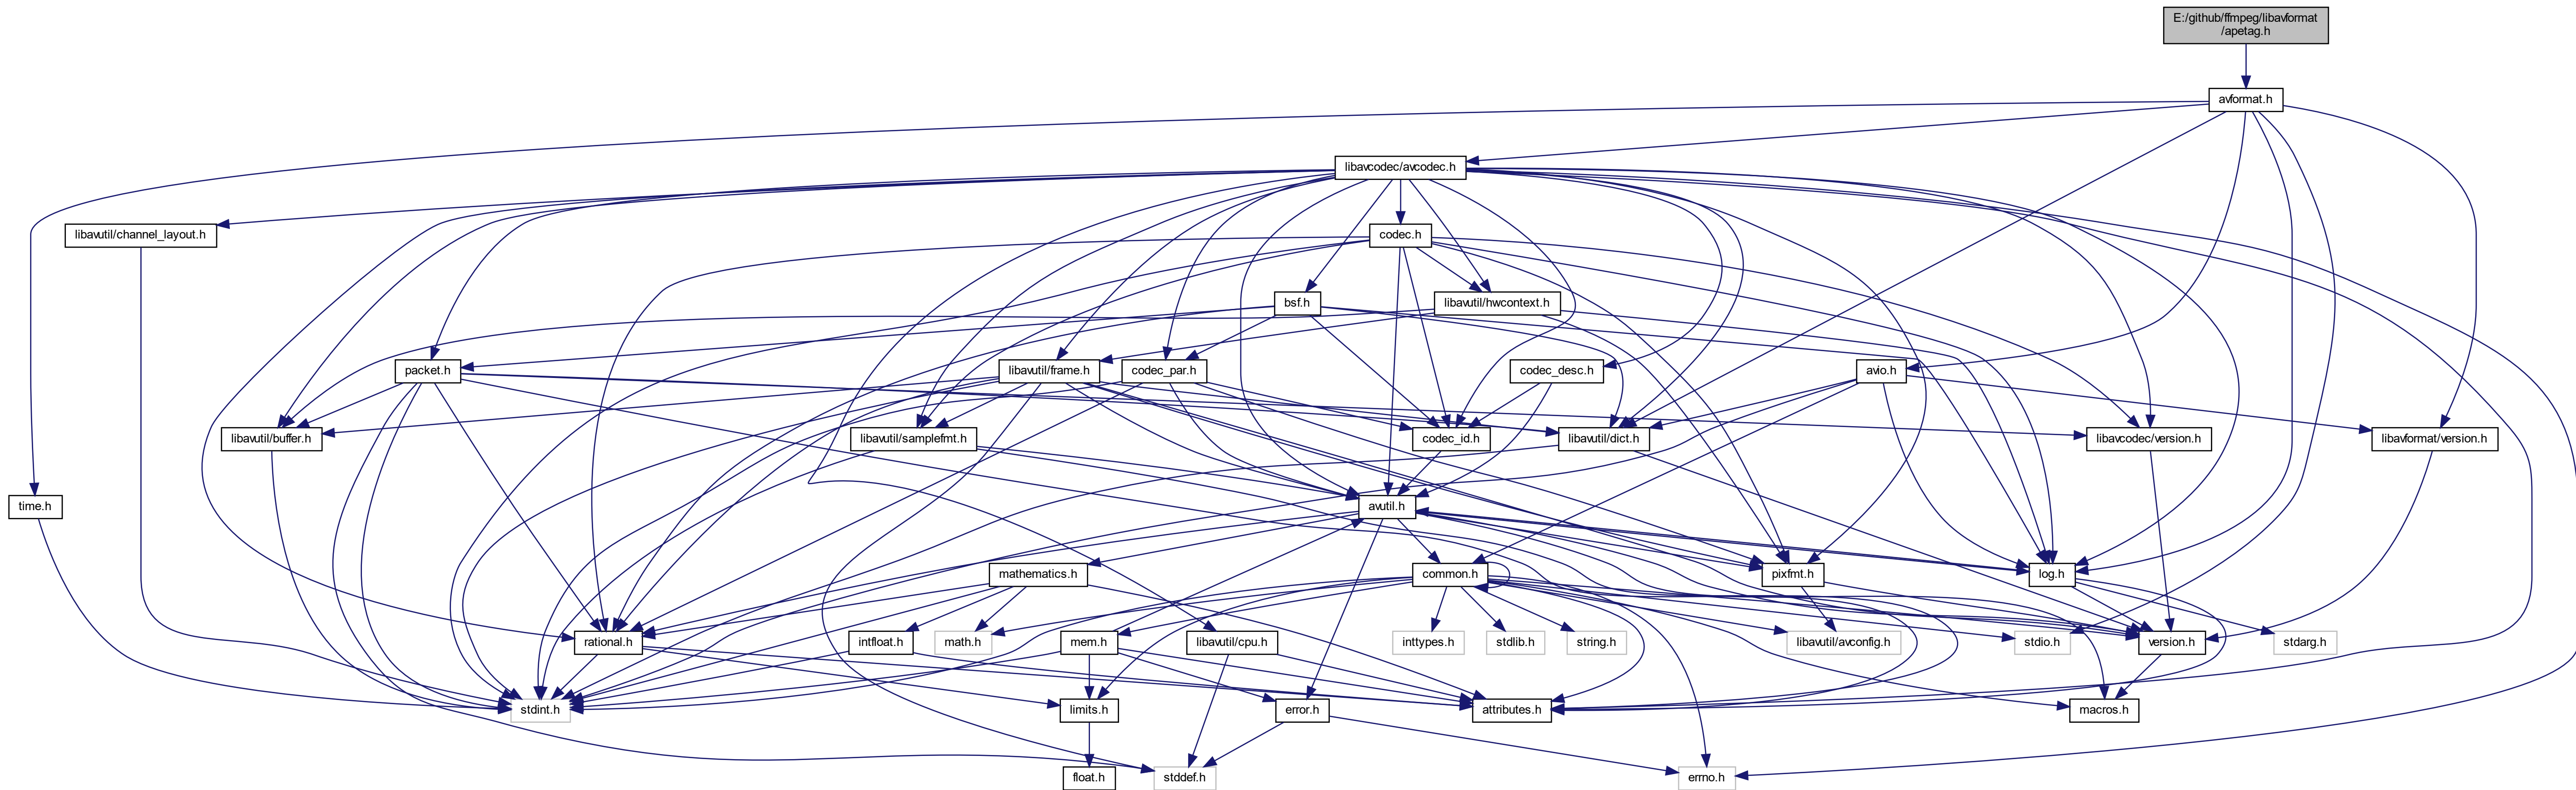 E:/github/ffmpeg/libavformat
/apetag.h
avformat.h
libavcodec/avcodec.h
libavutil/channel_layout.h
codec.h
bsf.h
libavutil/hwcontext.h
packet.h
libavutil/frame.h
codec_par.h
codec_desc.h
avio.h
libavutil/buffer.h
libavutil/samplefmt.h
codec_id.h
libavutil/dict.h
libavcodec/version.h
libavformat/version.h
time.h
avutil.h
mathematics.h
common.h
pixfmt.h
log.h
rational.h
intfloat.h
math.h
mem.h
libavutil/cpu.h
inttypes.h
stdlib.h
string.h
libavutil/avconfig.h
stdio.h
version.h
stdarg.h
stdint.h
limits.h
error.h
attributes.h
macros.h
float.h
stddef.h
errno.h